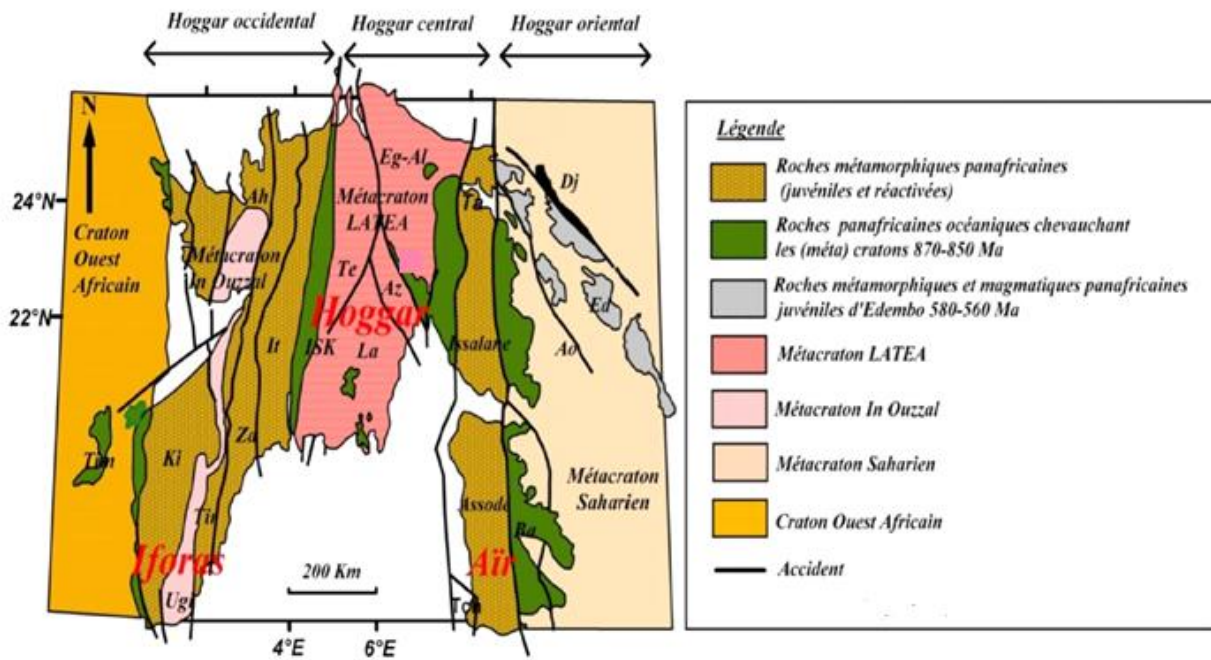 Hoggar occidental
Hoggar central
Hoggar oriental
N
24°N
22°N
Craton
Ouest
Africain
Ah
Métacraton
In Ouzzal
Eg-Al
Métacraton
LATEA
Te
Az
Hoggar
It
ISK
La
Issalane
Dj
Ed
Ao
Tim
Ki
Za
Tir
Iforas
Ugi
200 Km
Assodé
Ba
Aïr
Métacraton
Saharien
4°E
6°E
Légende
Roches métamorphiques panafricaines
(juvéniles et réactivées)
Roches panafricaines océaniques chevauchant
les (méta) cratons 870-850 Ma
Roches métamorphiques et magmatiques panafricaines
juvéniles d'Edembo 580-560 Ma
Métacraton LATEA
Métacraton In Ouzzal
Métacraton Saharien
Craton Ouest Africain
Accident